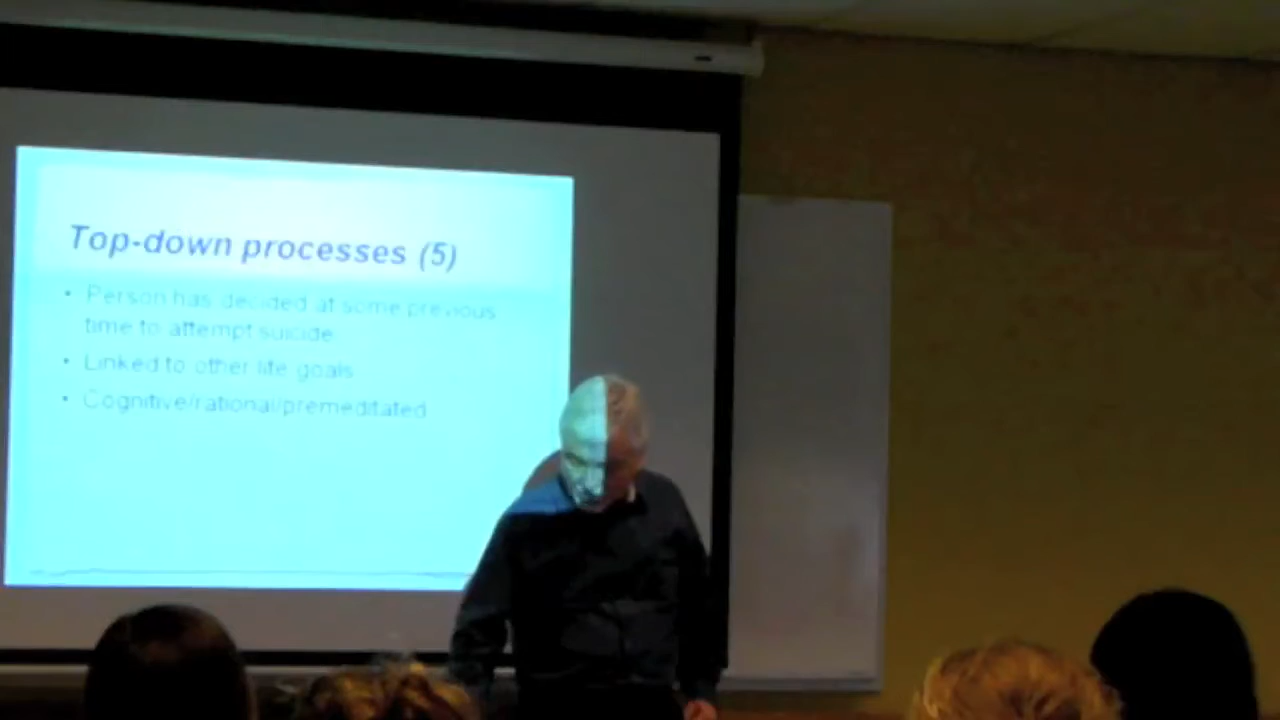 Top-down processes (5)
• Person has decided at some previous
time to attempt suicide
• Linked to other life goals
• Cognitive/rational/premeditated